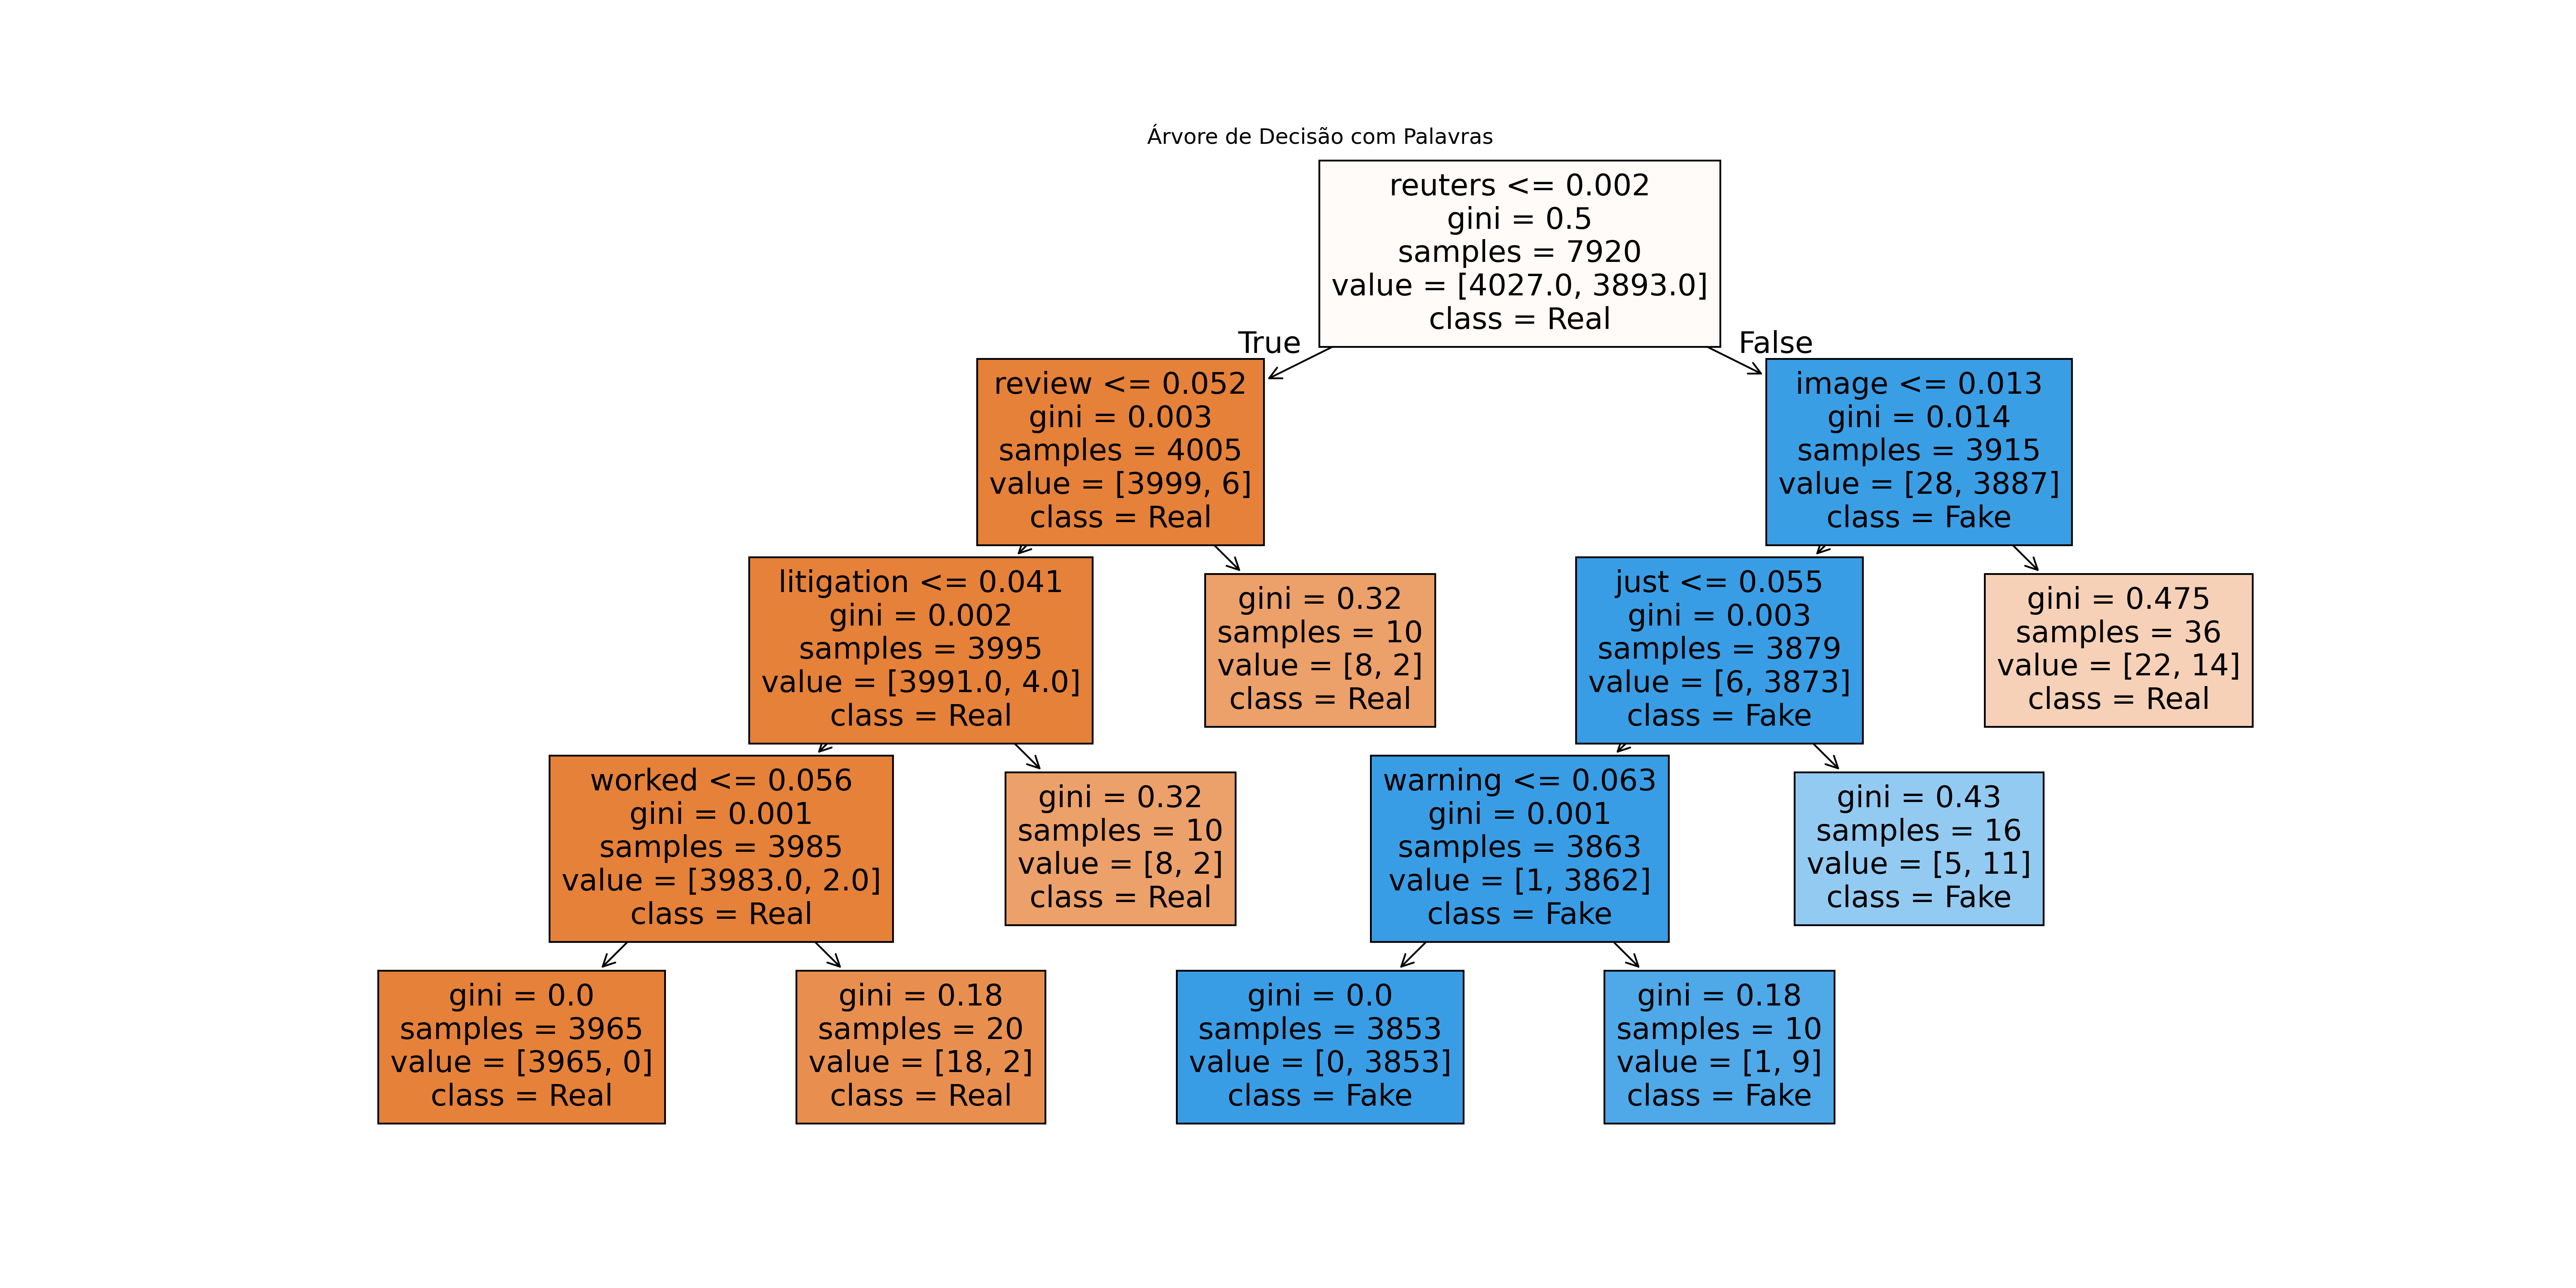 Árvore de Decisão com Palavras
reuters <= 0.002
gini = 0.5
samples = 7920
value = [4027.0, 3893.0]
class = Real
True
False
review <= 0.052
gini = 0.003
samples = 4005
value = [3999, 6]
class = Real
image <= 0.013
gini = 0.014
samples = 3915
value = [28, 3887]
class = Fake
litigation <= 0.041
gini = 0.002
samples = 3995
value = [3991.0, 4.0]
class = Real
gini = 0.32
samples = 10
value = [8, 2]
class = Real
just <= 0.055
gini = 0.003
samples = 3879
value = [6, 3873]
class = Fake
gini = 0.475
samples = 36
value = [22, 14]
class = Real
worked <= 0.056
gini = 0.001
samples = 3985
value = [3983.0, 2.0]
class = Real
gini = 0.32
samples = 10
value = [8, 2]
class = Real
warning <= 0.063
gini = 0.001
samples = 3863
value = [1, 3862]
class = Fake
gini = 0.43
samples = 16
value = [5, 11]
class = Fake
gini = 0.0
samples = 3965
value = [3965, 0]
class = Real
gini = 0.18
samples = 20
value = [18, 2]
class = Real
gini = 0.0
samples = 3853
value = [0, 3853]
class = Fake
gini = 0.18
samples = 10
value = [1, 9]
class = Fake